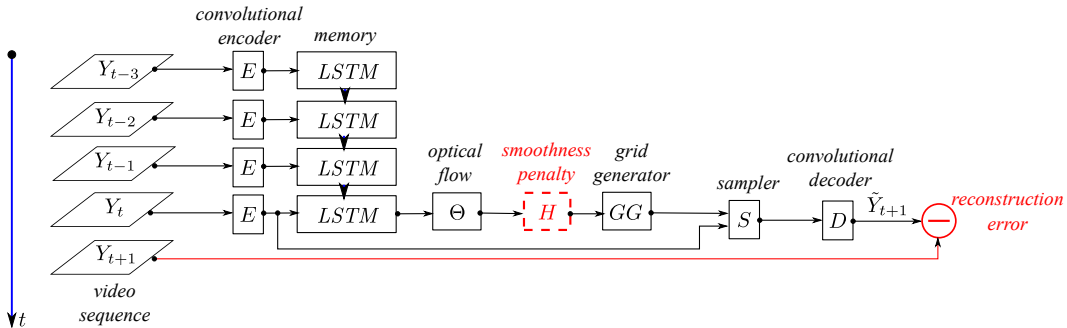 convolutional
encoder
memory
Y_{t-3}
E
LSTM
Y_{t-2}
E
LSTM
Y_{t-1}
E
LSTM
optical
flow
smoothness
penalty
grid
generator
sampler
convolutional
decoder
Y_t
E
LSTM
Θ
H
GG
S
D
Ỹ_{t+1}
reconstruction
error
Y_{t+1}
video
sequence
t